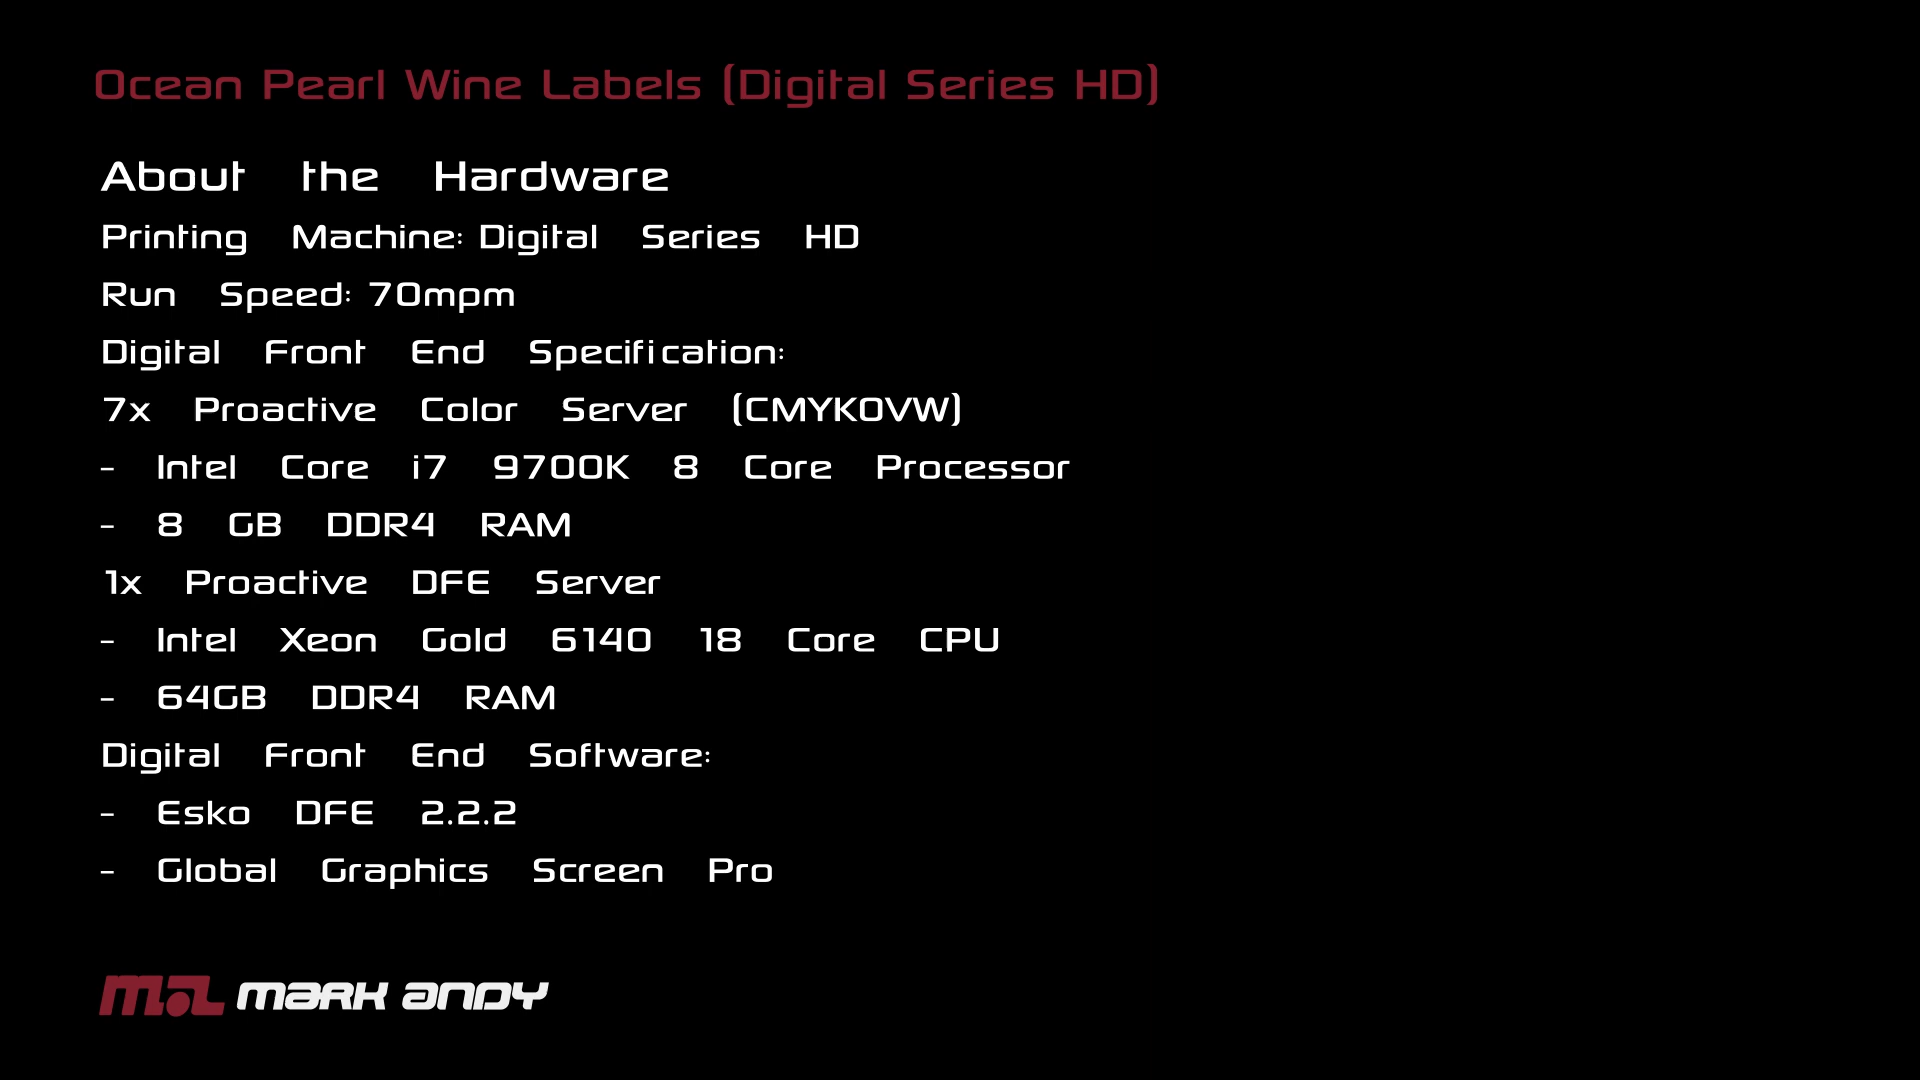 Ocean Pearl Wine Labels (Digital Series HD)
About the Hardware
Printing Machine: Digital Series HD
Run Speed: 70mpm
Digital Front End Specification:
7x Proactive Color Server (CMYKOVW)
- Intel Core i7 9700K 8 Core Processor
- 8 GB DDR4 RAM
1x Proactive DFE Server
- Intel Xeon Gold 6140 18 Core CPU
- 64GB DDR4 RAM
Digital Front End Software:
- Esko DFE 2.2.2
- Global Graphics Screen Pro
MARK ANDY